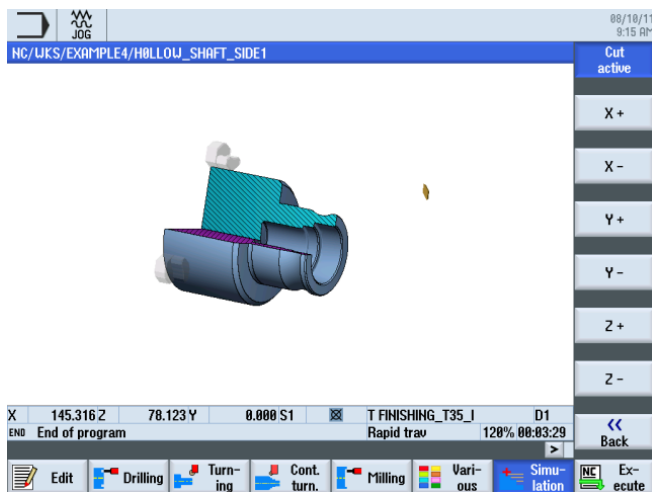 JOG
08/10/11
9:15 AM
NC/WKS/EXAMPLE4/HOLLOW_SHAFT_SIDE1
Cut
active
X +
X -
Y +
Y -
Z +
Z -
X 145.316 Z 78.123 Y 0.000 S1 T FINISHING_T35_I D1
END End of program Rapid trav 120% 00:03:29
<<
Back
>
Edit
Drilling
Turn-
ing
Cont.
turn.
Milling
Vari-
ous
Simu-
lation
NC Ex-
ecute